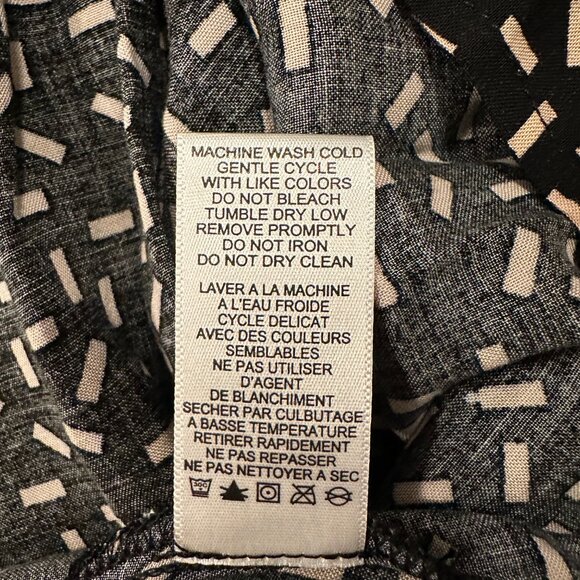 MACHINE WASH COLD
GENTLE CYCLE
WITH LIKE COLORS
DO NOT BLEACH
TUMBLE DRY LOW
REMOVE PROMPTLY
DO NOT IRON
DO NOT DRY CLEAN
LAVER A LA MACHINE
A L'EAU FROIDE
CYCLE DELICAT
AVEC DES COULEURS
SEMBLABLES
NE PAS UTILISER
D'AGENT
DE BLANCHIMENT
SECHER PAR CULBUTAGE
A BASSE TEMPERATURE
RETIRER RAPIDEMENT
NE PAS REPASSER
NE PAS NETTOYER A SEC
30C